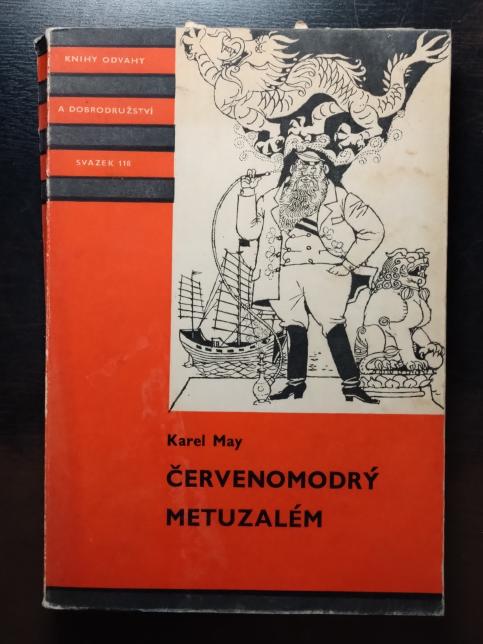 KNIHY ODVAHY
A DOBRODRUŽSTVÍ
SVAZEK 118
Karel May
ČERVENOMODRÝ
METUZALÉM